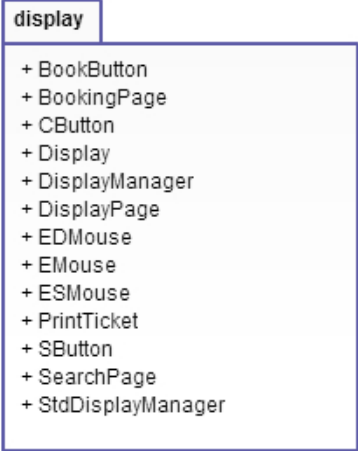 display
+ BookButton
+ BookingPage
+ CButton
+ Display
+ DisplayManager
+ DisplayPage
+ EDMouse
+ EMouse
+ ESMouse
+ PrintTicket
+ SButton
+ SearchPage
+ StdDisplayManager